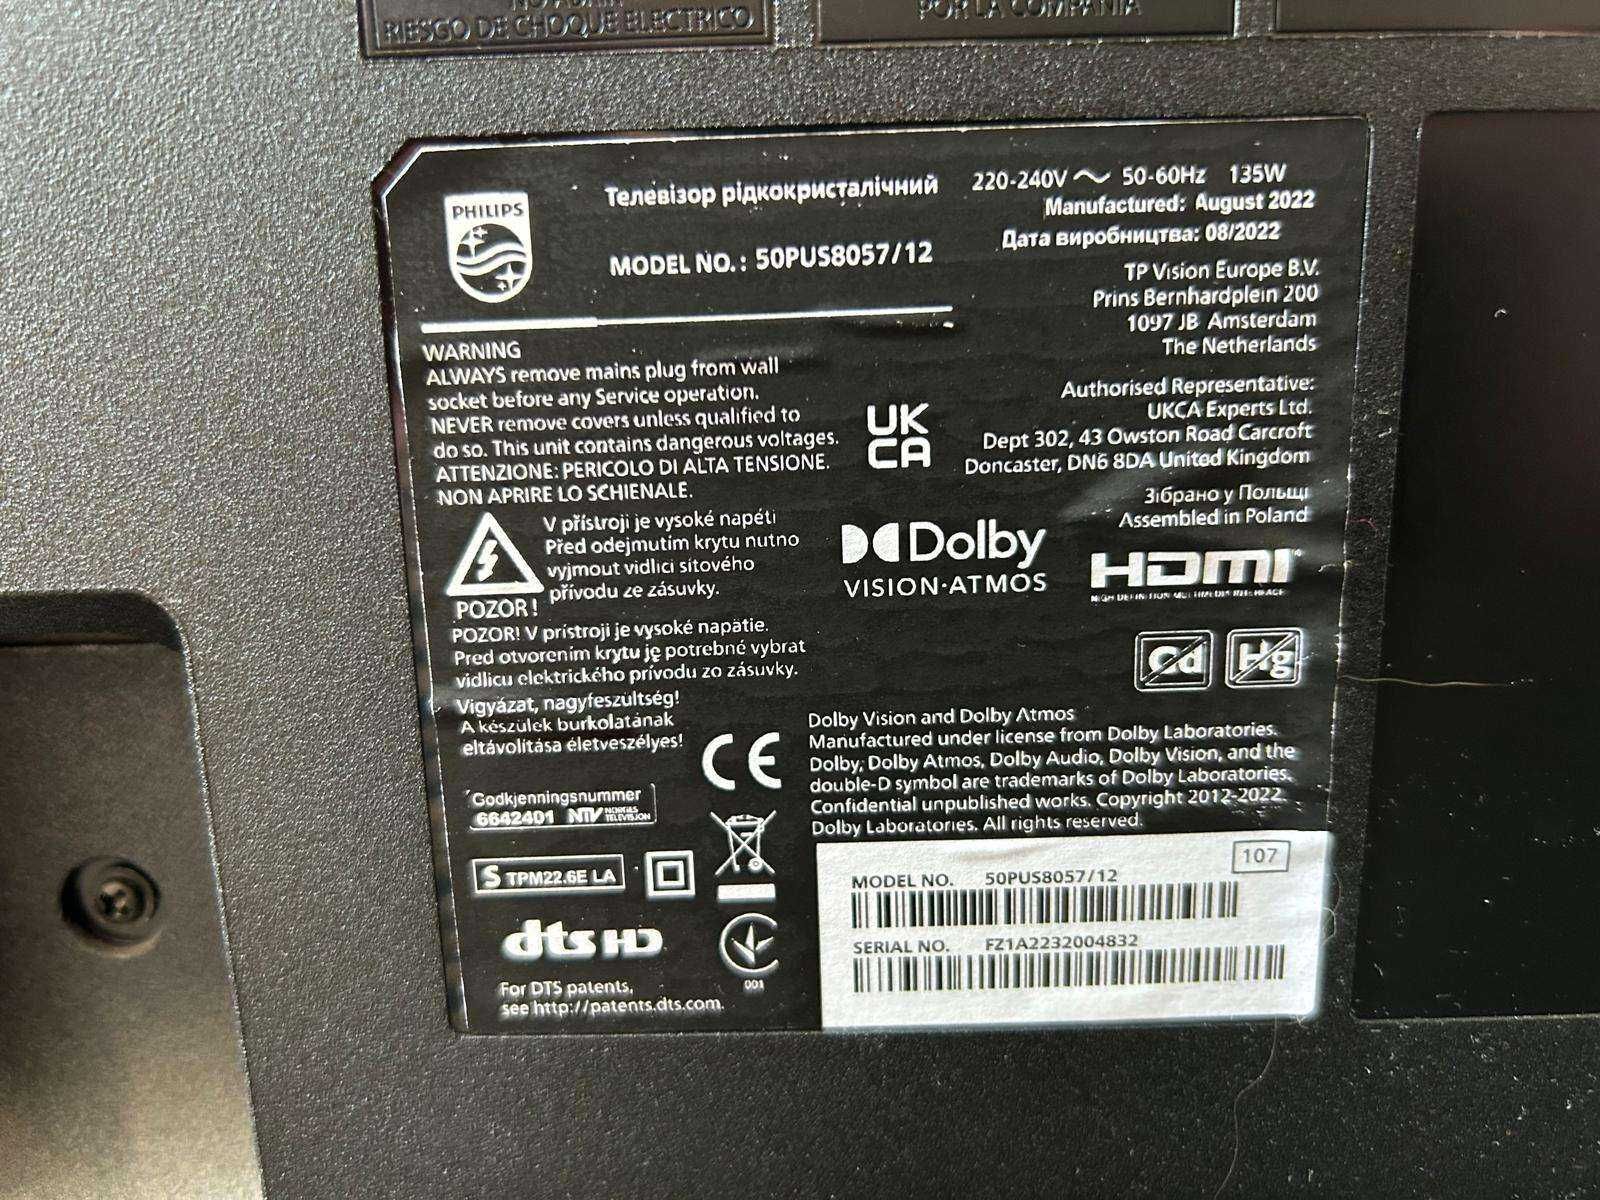 RIESGO DE CHOQUE ELECTRICO
POR LA COMPAÑIA
PHILIPS
Телевізор рідкокристалічний
MODEL NO.: 50PUS8057/12
220-240V ~ 50-60Hz 135W
Manufactured: August 2022
Дата виробництва: 08/2022
TP Vision Europe B.V.
Prins Bernhardplein 200
1097 JB Amsterdam
The Netherlands
Authorised Representative:
UKCA Experts Ltd.
Dept 302, 43 Owston Road Carcroft
Doncaster, DN6 8DA United Kingdom
Зібрано у Польщі
Assembled in Poland
WARNING
ALWAYS remove mains plug from wall
socket before any Service operation.
NEVER remove covers unless qualified to
do so. This unit contains dangerous voltages.
ATTENZIONE: PERICOLO DI ALTA TENSIONE.
NON APRIRE LO SCHIENALE.
UK
CA
V přístroji je vysoké napětí
Před odejmutím krytu nutno
vyjmout vidlici síťového
přívodu ze zásuvky.
POZOR!
POZOR! V prístroji je vysoké napätie.
Pred otvorením krytu je potrebné vybrat
vidlicu elektrického prívodu zo zásuvky.
Vigyázat, nagyfeszültség!
A készülék burkolatának
eltávolítása életveszélyes!
Dolby
VISION·ATMOS
HDMI
HIGH DEFINITION MULTIMEDIA INTERFACE
Cd
Hg
Dolby Vision and Dolby Atmos
Manufactured under license from Dolby Laboratories.
Dolby, Dolby Atmos, Dolby Audio, Dolby Vision, and the
double-D symbol are trademarks of Dolby Laboratories.
Confidential unpublished works. Copyright 2012-2022
Dolby Laboratories. All rights reserved.
CE
Godkjenningsnummer
6642401 NTV NORGES TELEVISION
S TPM22.6E LA
dts HD
For DTS patents,
see http://patents.dts.com.
001
107
MODEL NO. 50PUS8057/12
SERIAL NO. FZ1A2232004832